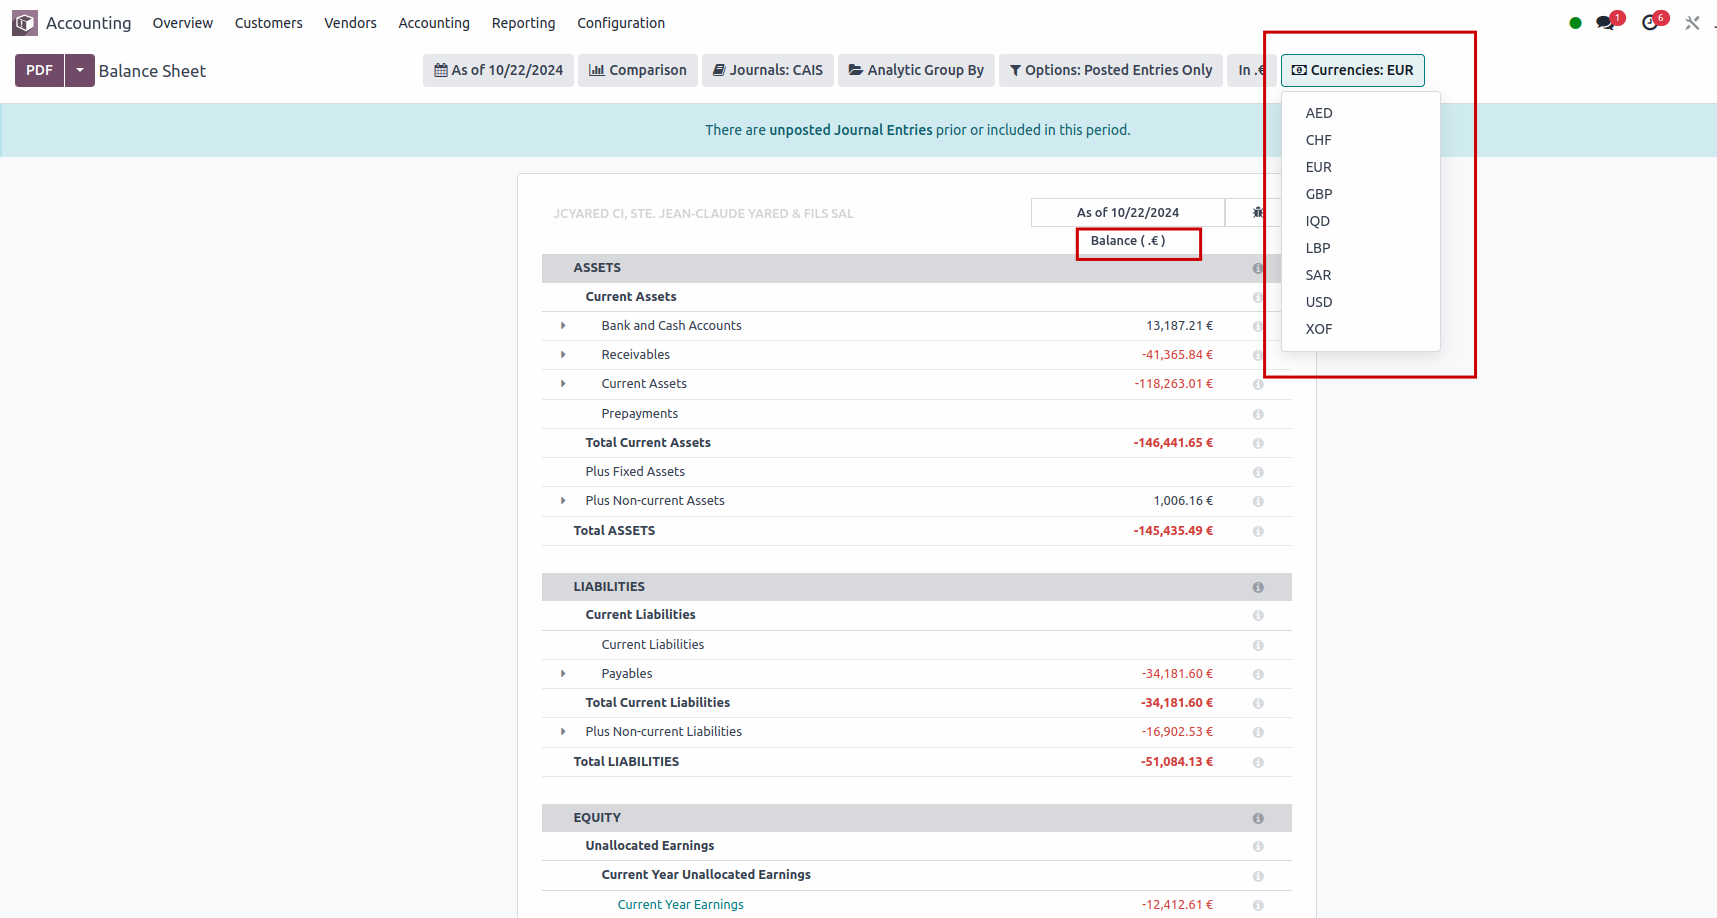 Accounting Overview Customers Vendors Accounting Reporting Configuration 1 6
PDF Balance Sheet As of 10/22/2024 Comparison Journals: CAIS Analytic Group By Options: Posted Entries Only In .€ Currencies: EUR
AED
CHF
EUR
GBP
IQD
LBP
SAR
USD
XOF
There are unposted Journal Entries prior or included in this period.
JCYARED CI, STE. JEAN-CLAUDE YARED & FILS SAL
As of 10/22/2024
Balance ( .€ )
ASSETS
Current Assets
Bank and Cash Accounts 13,187.21 €
Receivables -41,365.84 €
Current Assets -118,263.01 €
Prepayments
Total Current Assets -146,441.65 €
Plus Fixed Assets
Plus Non-current Assets 1,006.16 €
Total ASSETS -145,435.49 €
LIABILITIES
Current Liabilities
Current Liabilities
Payables -34,181.60 €
Total Current Liabilities -34,181.60 €
Plus Non-current Liabilities -16,902.53 €
Total LIABILITIES -51,084.13 €
EQUITY
Unallocated Earnings
Current Year Unallocated Earnings
Current Year Earnings -12,412.61 €